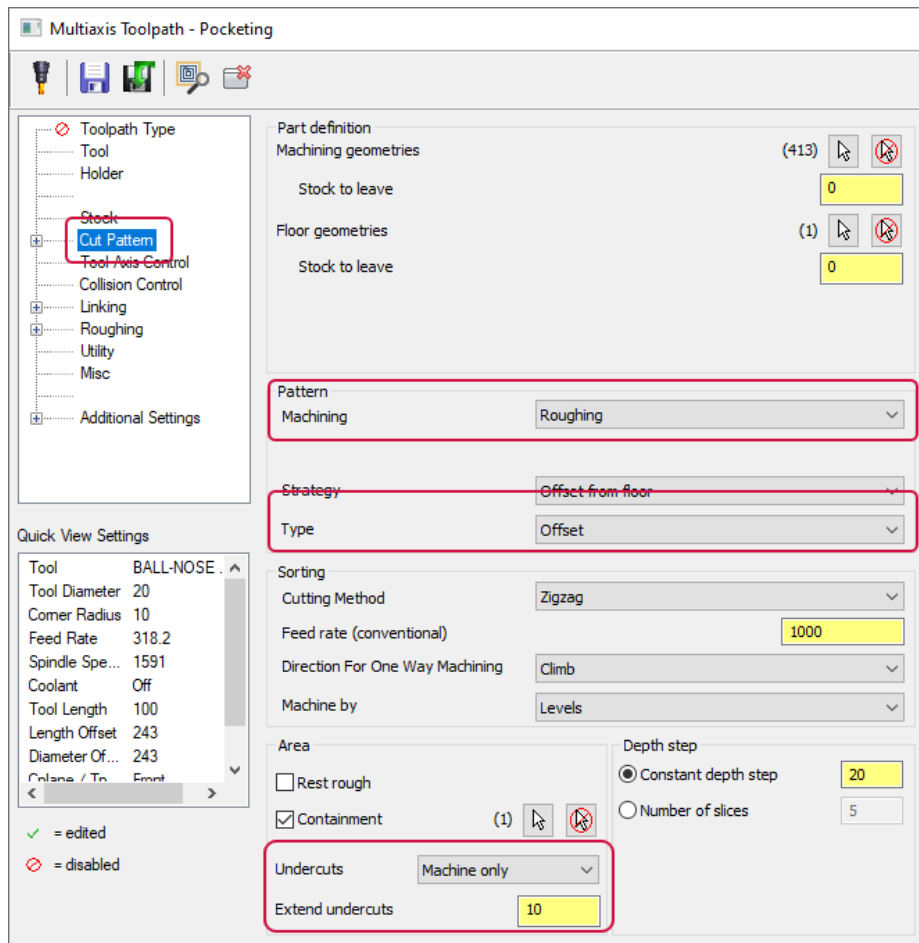 Multiaxis Toolpath - Pocketing
Toolpath Type
Tool
Holder
Stock
Cut Pattern
Tool Axis Control
Collision Control
Linking
Roughing
Utility
Misc
Additional Settings
Quick View Settings
Tool BALL-NOSE .
Tool Diameter 20
Corner Radius 10
Feed Rate 318.2
Spindle Spe... 1591
Coolant Off
Tool Length 100
Length Offset 243
Diameter Of... 243
Cplane / Tp Front
= edited
= disabled
Part definition
Machining geometries (413)
Stock to leave 0
Floor geometries (1)
Stock to leave 0
Pattern
Machining Roughing
Strategy Offset from floor
Type Offset
Sorting
Cutting Method Zigzag
Feed rate (conventional) 1000
Direction For One Way Machining Climb
Machine by Levels
Area
Rest rough
Containment (1)
Undercuts Machine only
Extend undercuts 10
Depth step
Constant depth step 20
Number of slices 5